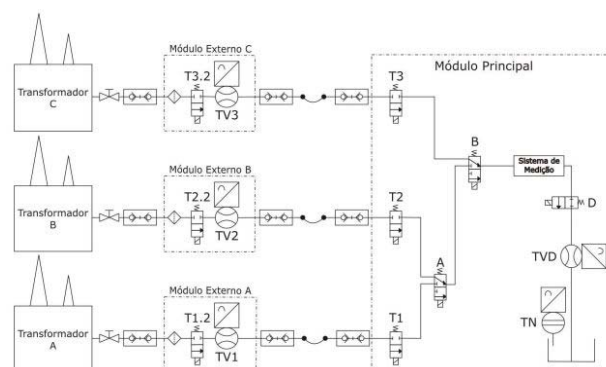 Módulo Externo C
Módulo Principal
Transformador
C
T3.2
TV3
T3
B
Sistema de
Medição
Módulo Externo B
Transformador
B
T2.2
TV2
T2
A
D
TVD
TN
Módulo Externo A
Transformador
A
T1.2
TV1
T1